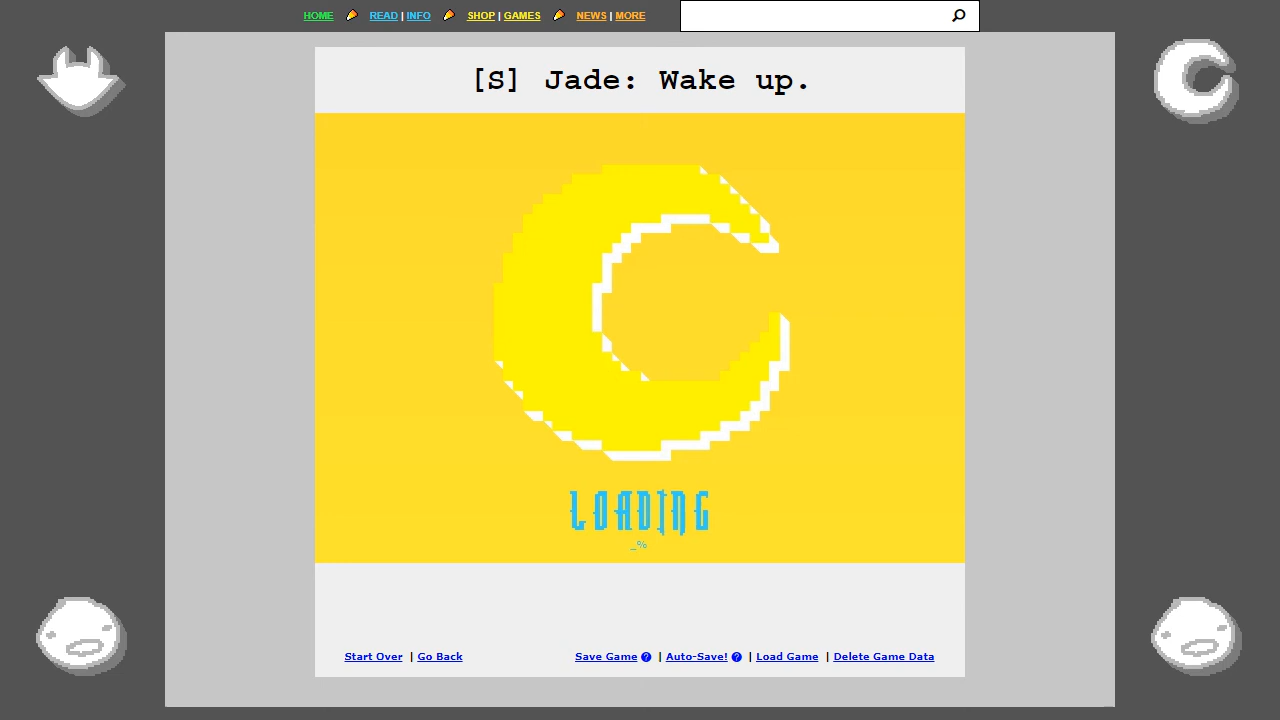 HOME READ | INFO SHOP | GAMES NEWS | MORE
[S] Jade: Wake up.
LOADING
_%
Start Over | Go Back Save Game ? | Auto-Save! ? | Load Game | Delete Game Data